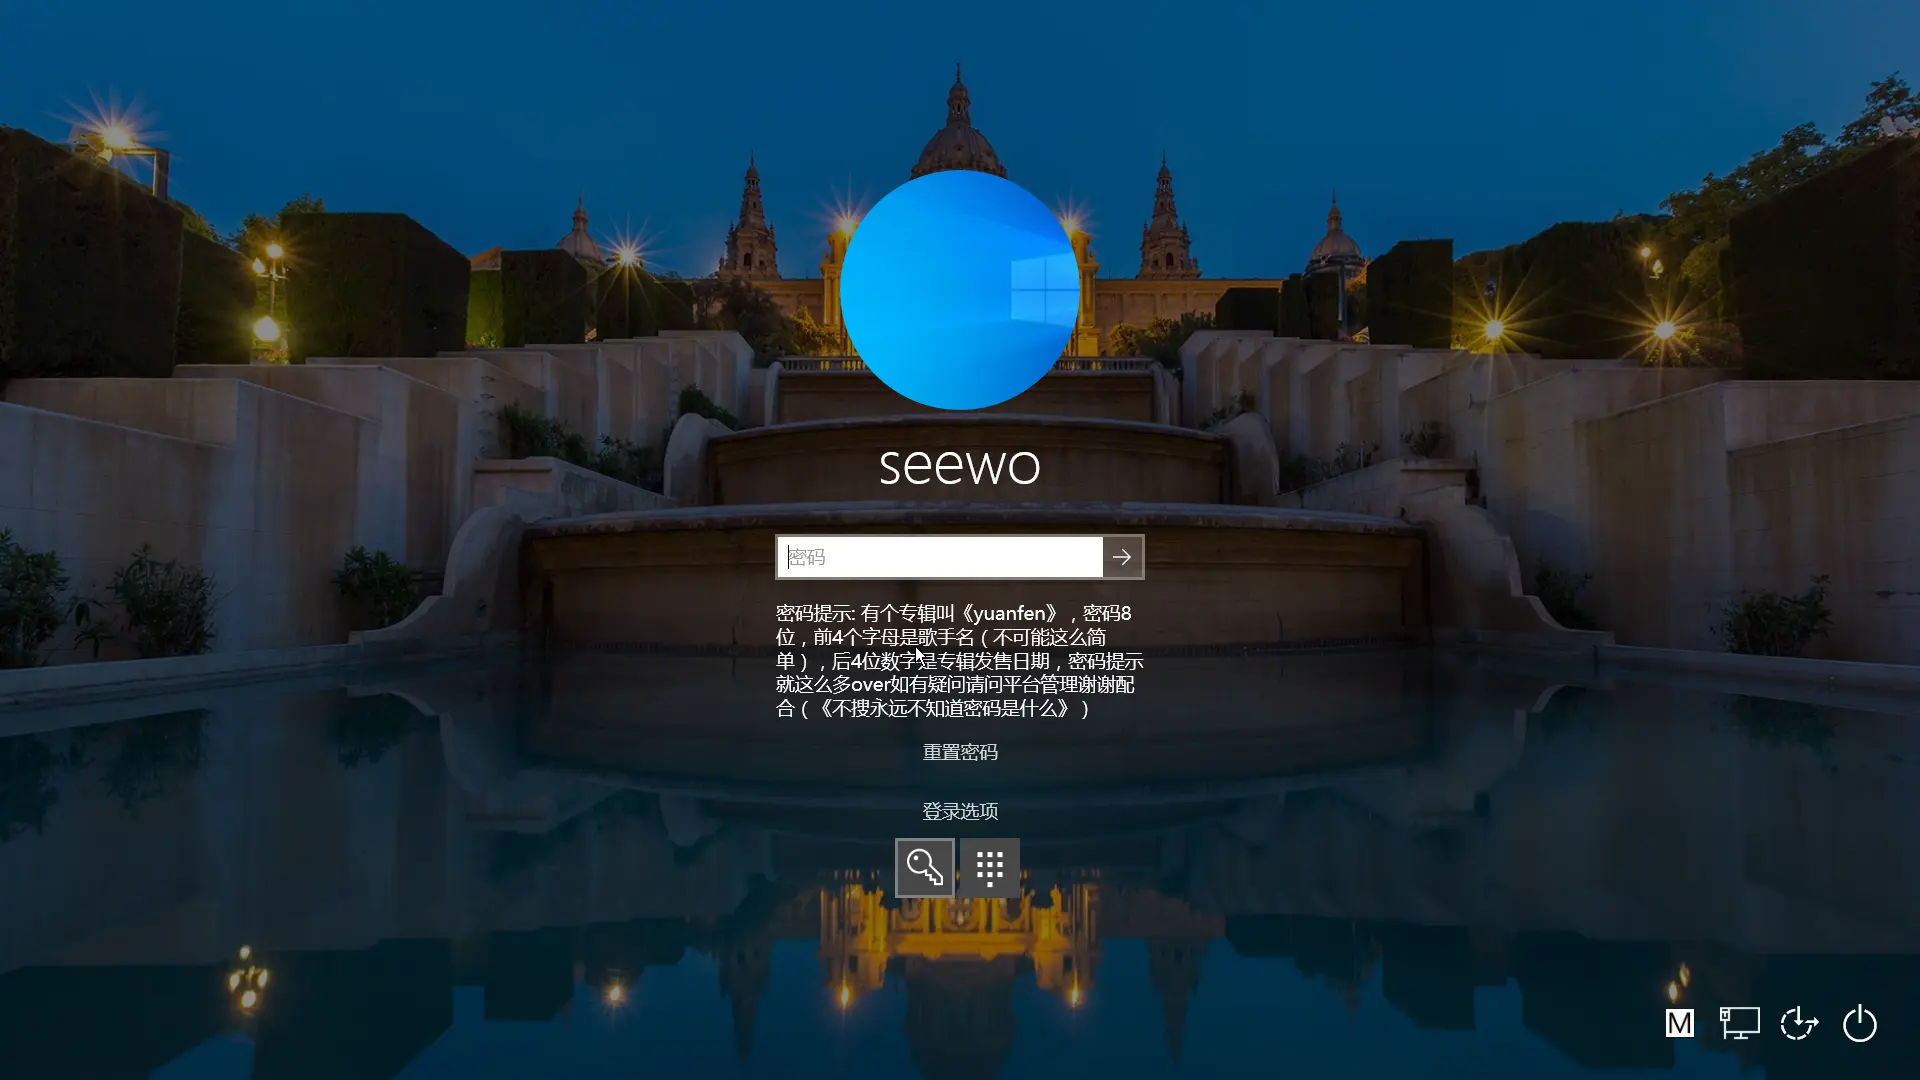 seewo
密码
密码提示: 有个专辑叫《yuanfen》，密码8
位，前4个字母是歌手名（不可能这么简
单），后4位数字是专辑发售日期，密码提示
就这么多over如有疑问请问平台管理谢谢配
合（《不搜永远不知道密码是什么》）
重置密码
登录选项
M